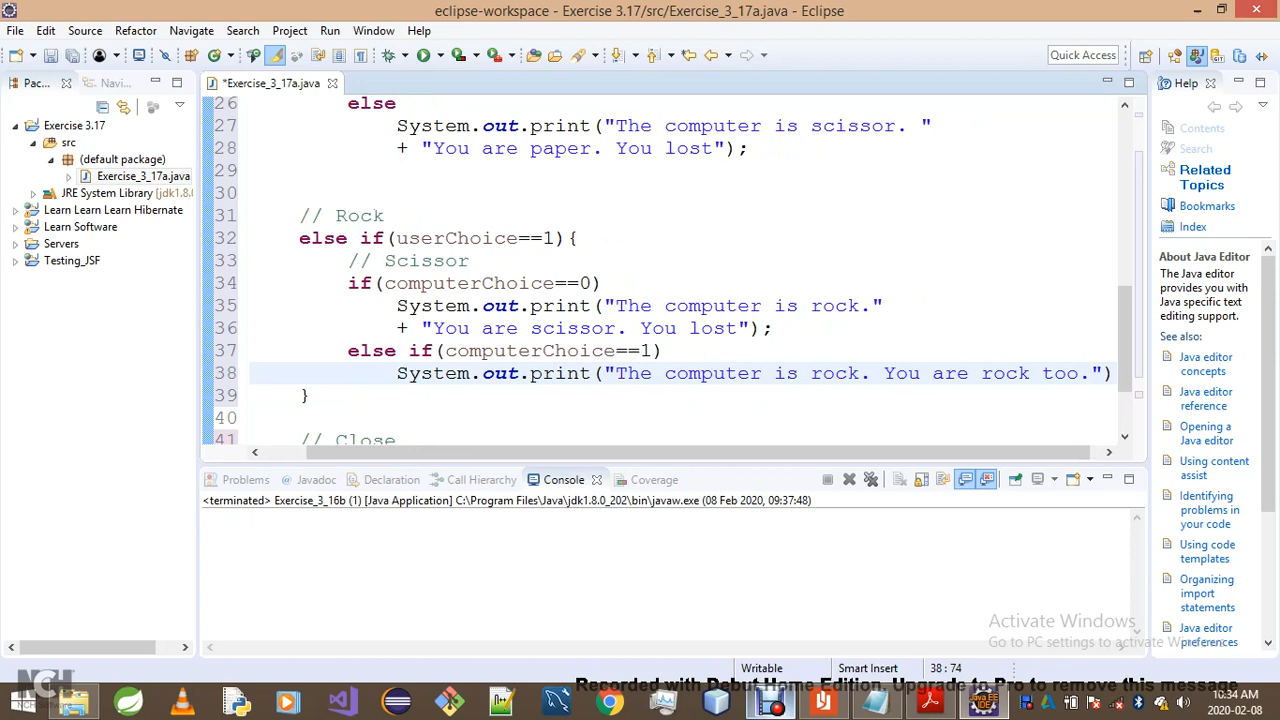 eclipse-workspace - Exercise 3.17/src/Exercise_3_17a.java - Eclipse
File Edit Source Refactor Navigate Search Project Run Window Help
Quick Access
Pac... Navi...
*Exercise_3_17a.java
Help
Exercise 3.17
src
(default package)
Exercise_3_17a.java
JRE System Library [jdk1.8.0
Learn Learn Learn Hibernate
Learn Software
Servers
Testing_JSF
26 else
27 System.out.print("The computer is scissor. "
28 + "You are paper. You lost");
29
30
31 // Rock
32 else if(userChoice==1){
33 // Scissor
34 if(computerChoice==0)
35 System.out.print("The computer is rock."
36 + "You are scissor. You lost");
37 else if(computerChoice==1)
38 System.out.print("The computer is rock. You are rock too.")
39 }
40
41 // Close
Contents
Search
Related
Topics
Bookmarks
Index
About Java Editor
The Java editor
provides you with
Java specific text
editing support.
See also:
Java editor
concepts
Java editor
reference
Opening a
Java editor
Using content
assist
Identifying
problems in
your code
Using code
templates
Organizing
import
statements
Java editor
preferences
Problems Javadoc Declaration Call Hierarc Console Coverage
<terminated> Exercise_3_16b (1) [Java Application] C:\Program Files\Java\jdk1.8.0_202\bin\javaw.exe (08 Feb 2020, 09:37:48)
Activate Windows
Go to PC settings to activate Windows.
Writable Smart Insert 38 : 74
NCH
NCH Software
Recorded with Debut Home Edition. Upgrade to Pro to remove this message
10:34 AM
2020-02-08